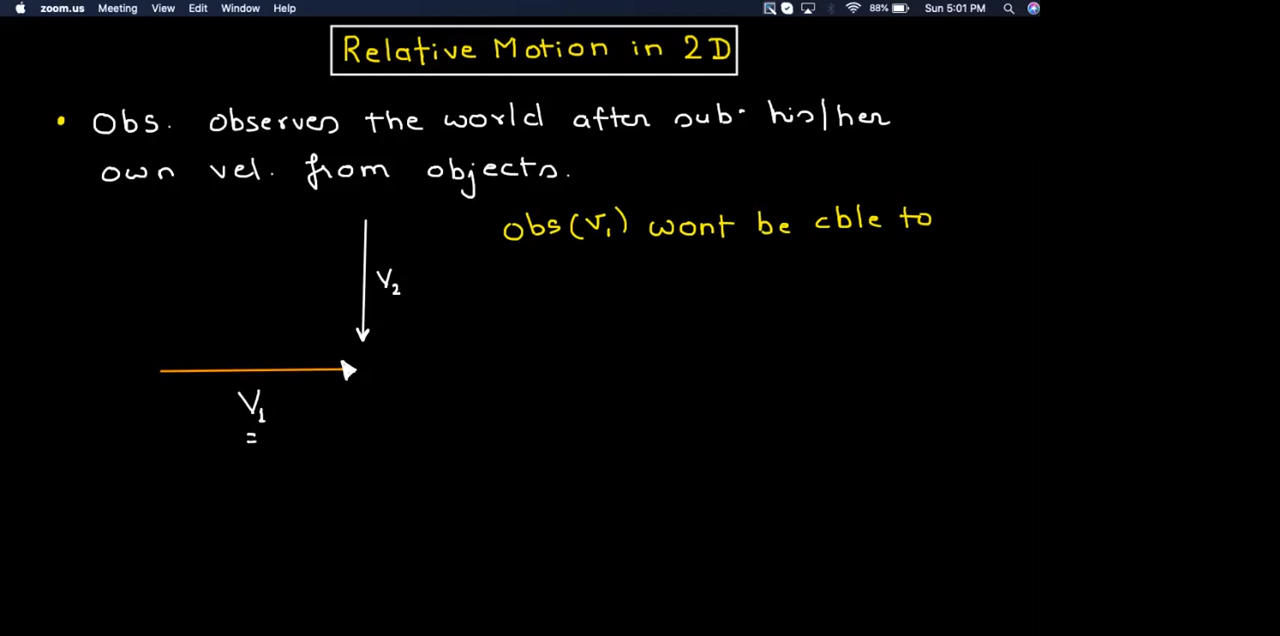 zoom.us Meeting View Edit Window Help 88% Sun 5:01 PM
Relative Motion in 2D
• Obs. observes the world after sub. his/her
own vel. from objects.
obs(V₁) wont be able to
V₂
V₁
=